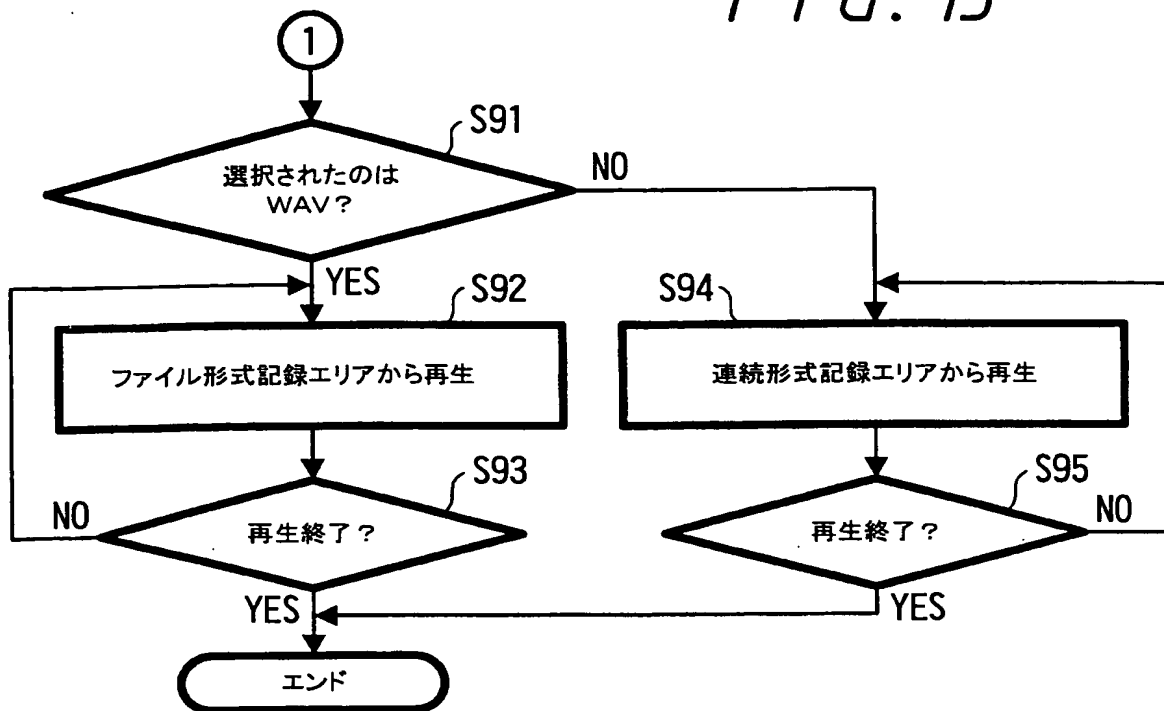 FIG.
1
S91
選択されたのは
WAV?
NO
YES
S92
S94
ファイル形式記録エリアから再生
連続形式記録エリアから再生
S93
S95
NO
再生終了?
再生終了?
NO
YES
YES
エンド